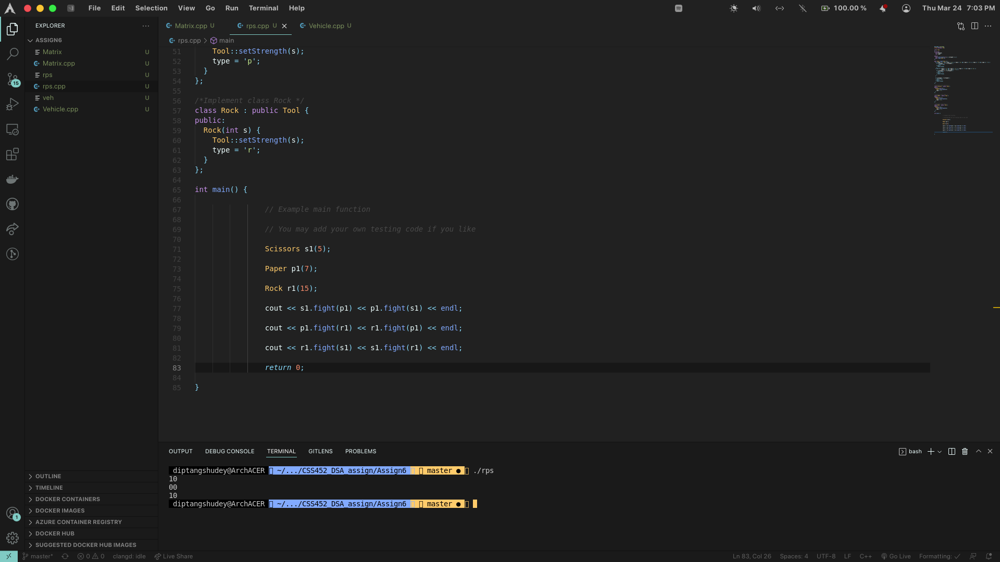 File Edit Selection View Go Run Terminal Help 100.00 % Thu Mar 24 7:03 PM
EXPLORER
ASSIGN6
Matrix U
Matrix.cpp U
rps U
rps.cpp U
veh U
Vehicle.cpp U
15
OUTLINE
TIMELINE
DOCKER CONTAINERS
DOCKER IMAGES
AZURE CONTAINER REGISTRY
DOCKER HUB
SUGGESTED DOCKER HUB IMAGES
1
Matrix.cpp U rps.cpp U Vehicle.cpp U
rps.cpp > main
51 Tool::setStrength(s);
52 type = 'p';
53 }
54 };
55
56 /*Implement class Rock */
57 class Rock : public Tool {
58 public:
59 Rock(int s) {
60 Tool::setStrength(s);
61 type = 'r';
62 }
63 };
64
65 int main() {
66
67 // Example main function
68
69 // You may add your own testing code if you like
70
71 Scissors s1(5);
72
73 Paper p1(7);
74
75 Rock r1(15);
76
77 cout << s1.fight(p1) << p1.fight(s1) << endl;
78
79 cout << p1.fight(r1) << r1.fight(p1) << endl;
80
81 cout << r1.fight(s1) << s1.fight(r1) << endl;
82
83 return 0;
84
85 }
OUTPUT DEBUG CONSOLE TERMINAL GITLENS PROBLEMS bash
diptangshudey@ArchACER ~/.../CSS452_DSA_assign/Assign6 master ● ./rps
10
00
10
diptangshudey@ArchACER ~/.../CSS452_DSA_assign/Assign6 master ●
master* 0 0 clangd: idle Live Share Ln 83, Col 26 Spaces: 4 UTF-8 LF C++ Go Live Formatting: ✓